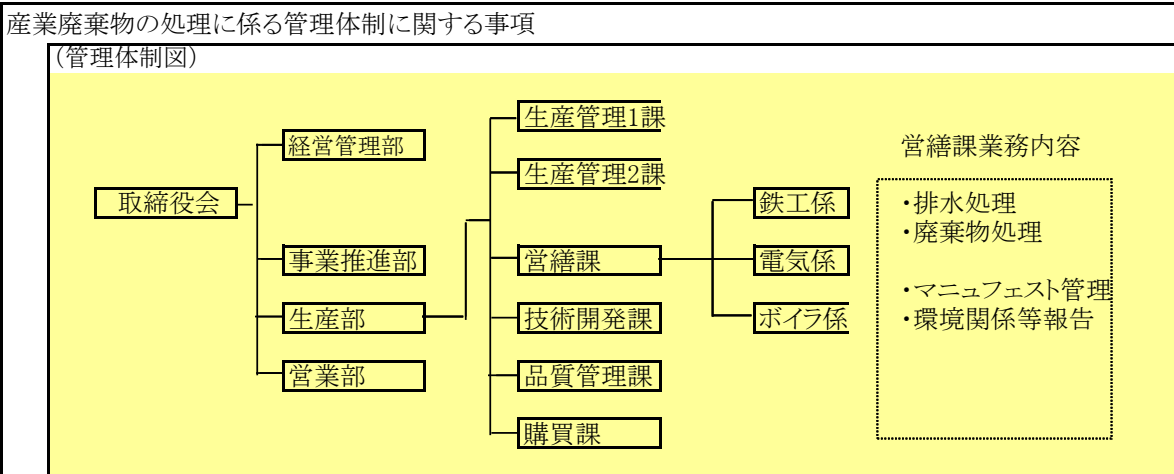 産業廃棄物の処理に係る管理体制に関する事項
(管理体制図)
取締役会
経営管理部
事業推進部
生産部
営業部
生産管理1課
生産管理2課
営繕課
技術開発課
品質管理課
購買課
鉄工係
電気係
ボイラ係
営繕課業務内容
・排水処理
・廃棄物処理
・マニュフェスト管理
・環境関係等報告